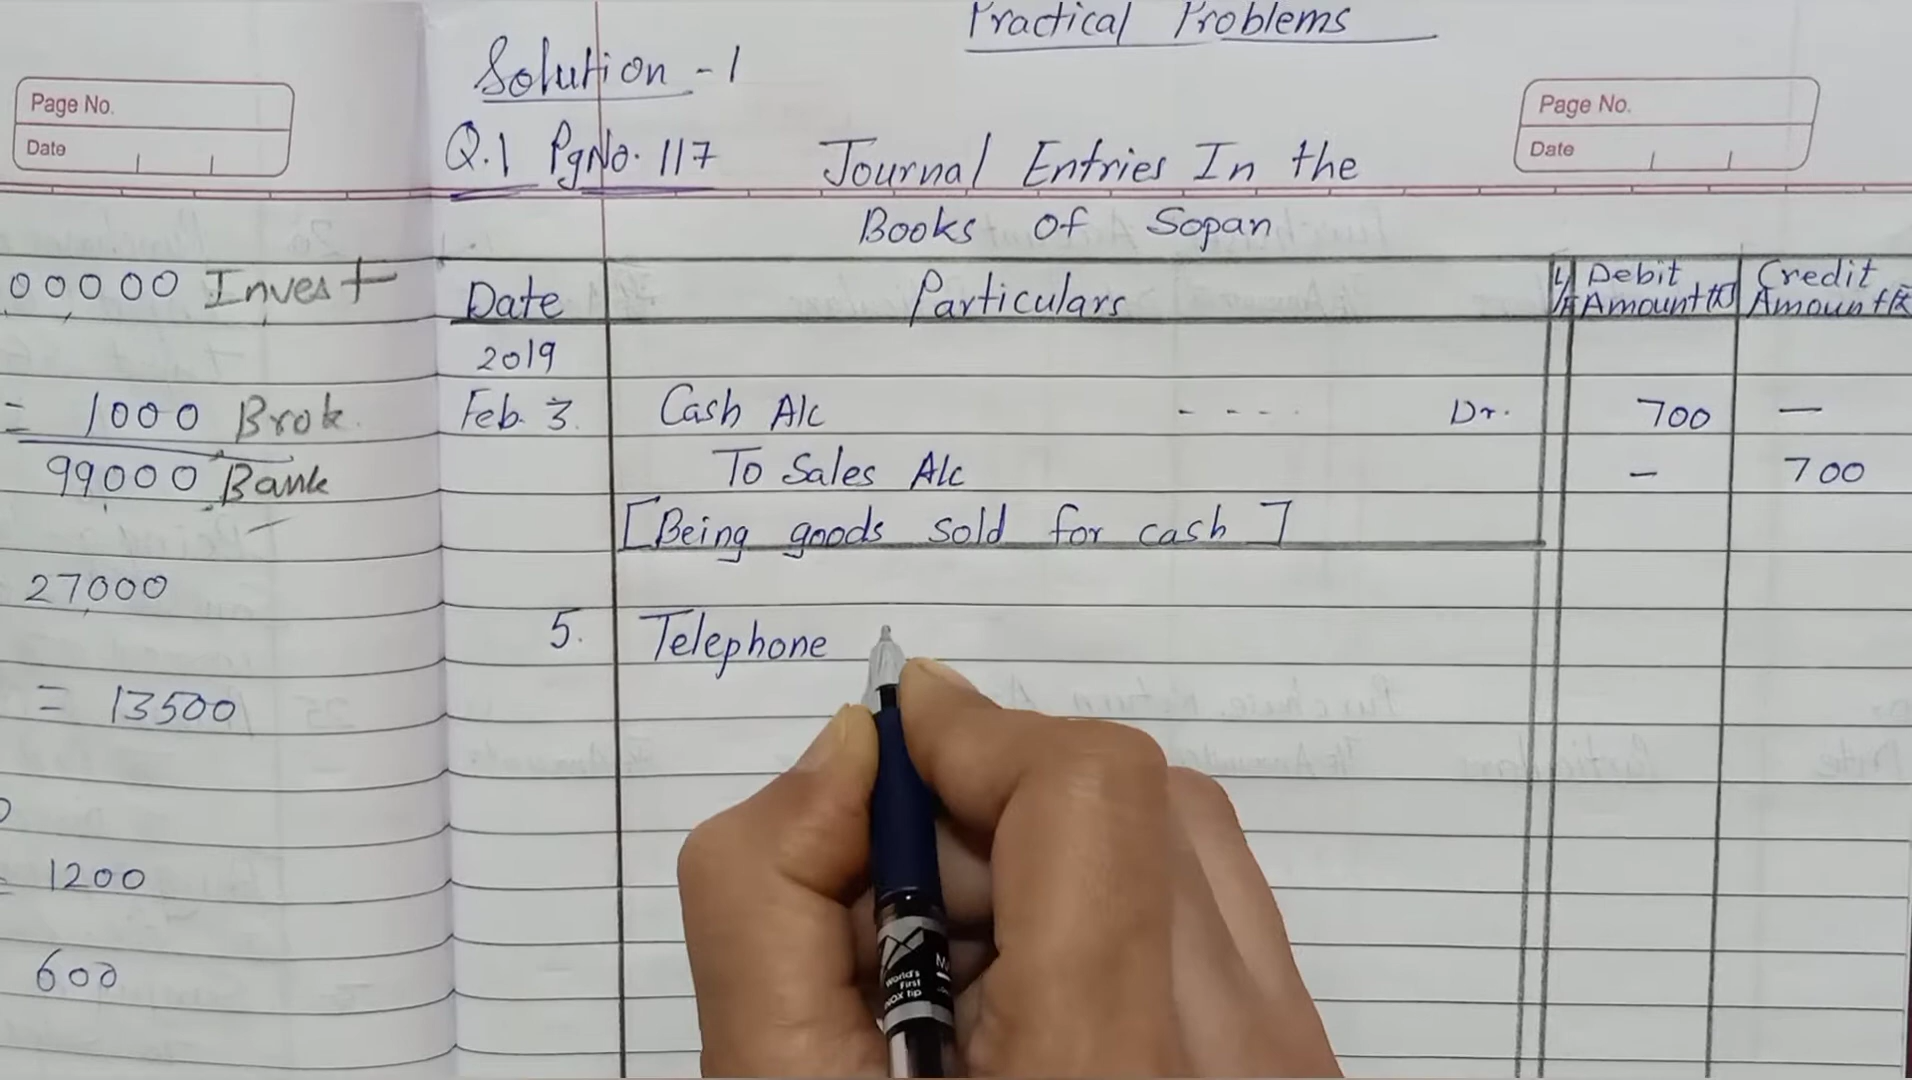 Practical Problems
Solution - 1
Page No.
Date
Page No.
Date
Q.1 PgNo. 117
Journal Entries In the
Books Of Sopan
00000 Invest
= 1000 Brok.
99000 Bank
27000
= 13500
1200
600
Date Particulars L/F Debit Amount(₹) Credit Amount(₹
2019
Feb. 3. Cash A/c - - - - Dr. 700 —
To Sales A/c — 700
[Being goods sold for cash]
5. Telephone
World's
First